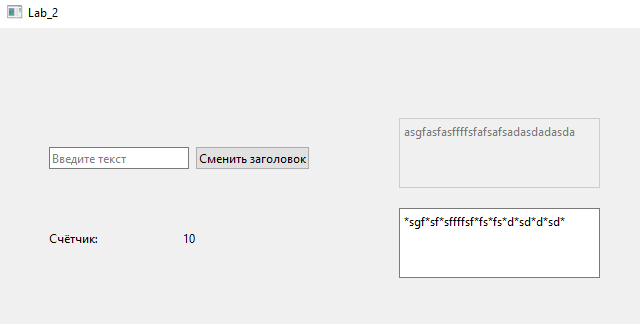 Lab_2
asgfasfasffffsfafsafsadasdadasda
Введите текст
Сменить заголовок
*sgf*sf*sffffsf*fs*fs*d*sd*d*sd*
Счётчик:
10